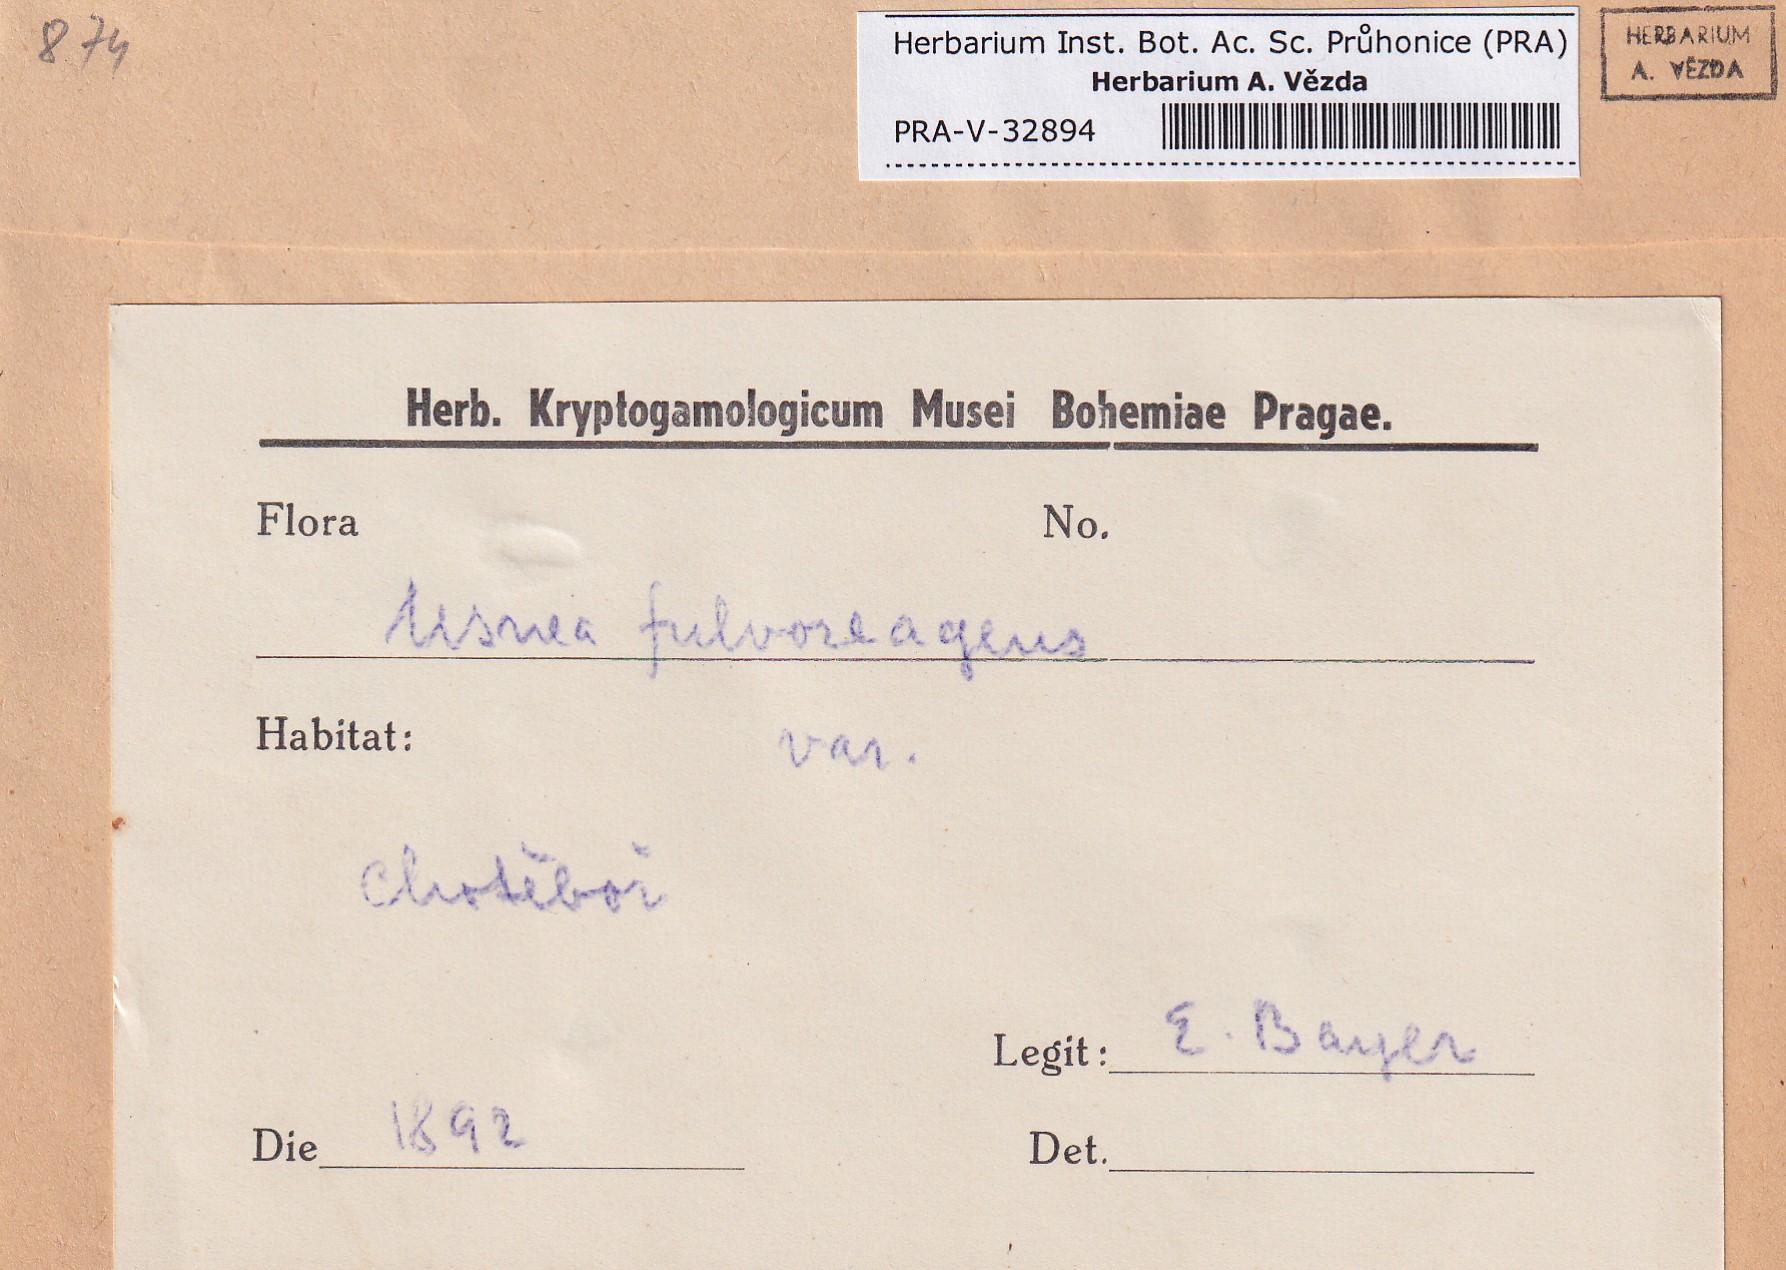 874
Herbarium Inst. Bot. Ac. Sc. Průhonice (PRA)
Herbarium A. Vězda
PRA-V-32894
HERBARIUM
A. VĚZDA
Herb. Kryptogamologicum Musei Bohemiae Pragae.
Flora No.
Usnea fulvoreagens
Habitat: var.
Chotěboř
Legit: E. Bayer
Die 1892 Det.